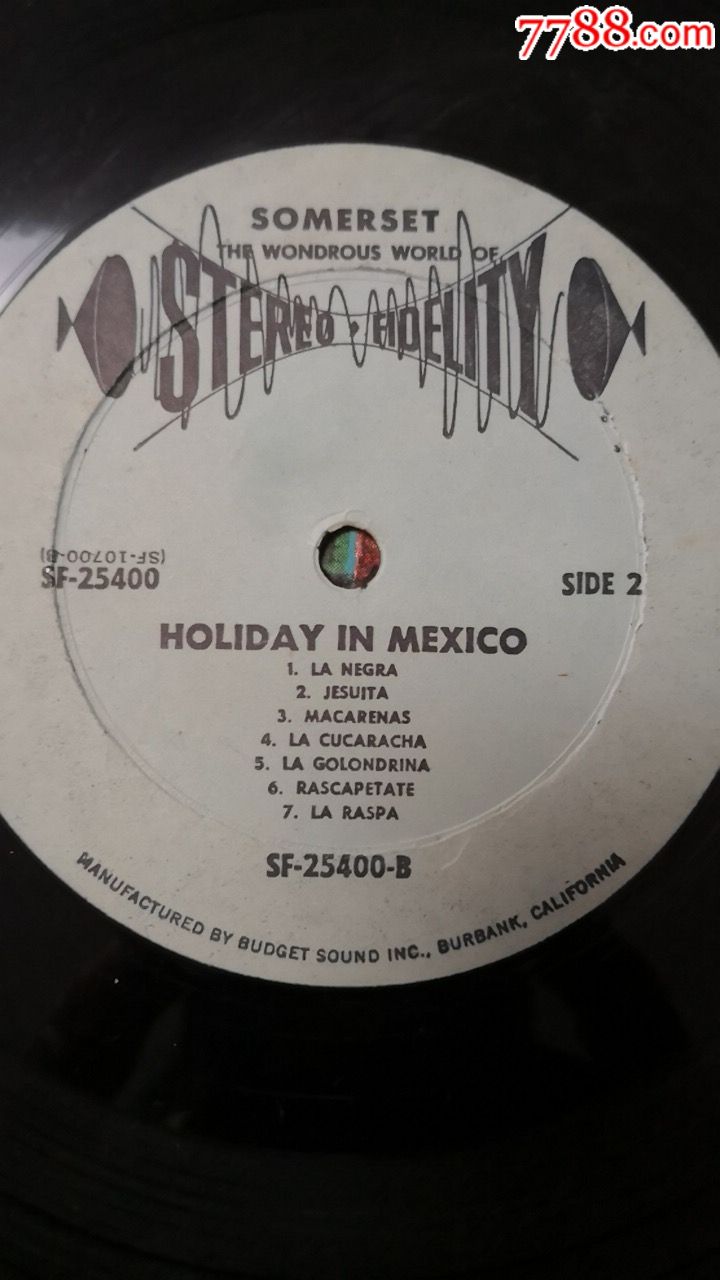 7788.com
SOMERSET
THE WONDROUS WORLD OF
STEREO • FIDELITY
(SF-10700-B)
SF-25400
SIDE 2
HOLIDAY IN MEXICO
1. LA NEGRA
2. JESUITA
3. MACARENAS
4. LA CUCARACHA
5. LA GOLONDRINA
6. RASCAPETATE
7. LA RASPA
SF-25400-B
MANUFACTURED BY BUDGET SOUND INC., BURBANK, CALIFORNIA